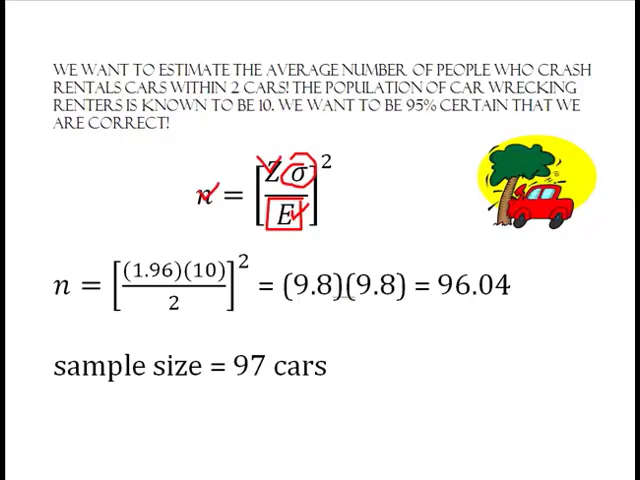 WE WANT TO ESTIMATE THE AVERAGE NUMBER OF PEOPLE WHO CRASH
RENTALS CARS WITHIN 2 CARS! THE POPULATION OF CAR WRECKING
RENTERS IS KNOWN TO BE 10. WE WANT TO BE 95% CERTAIN THAT WE
ARE CORRECT!
n = [Zσ/E]²
n = [(1.96)(10)/2]² = (9.8)(9.8) = 96.04
sample size = 97 cars